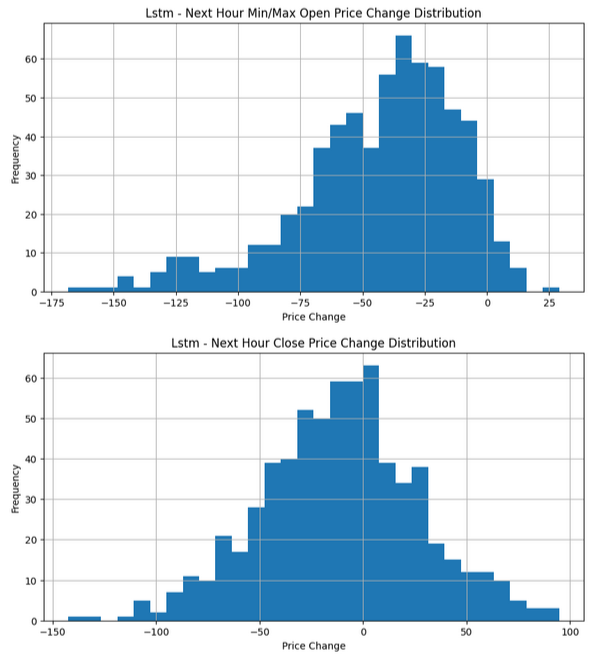 Lstm - Next Hour Min/Max Open Price Change Distribution
60
50
40
30
20
10
0
Frequency
−175 −150 −125 −100 −75 −50 −25 0 25
Price Change
Lstm - Next Hour Close Price Change Distribution
60
50
40
30
20
10
0
Frequency
−150 −100 −50 0 50 100
Price Change